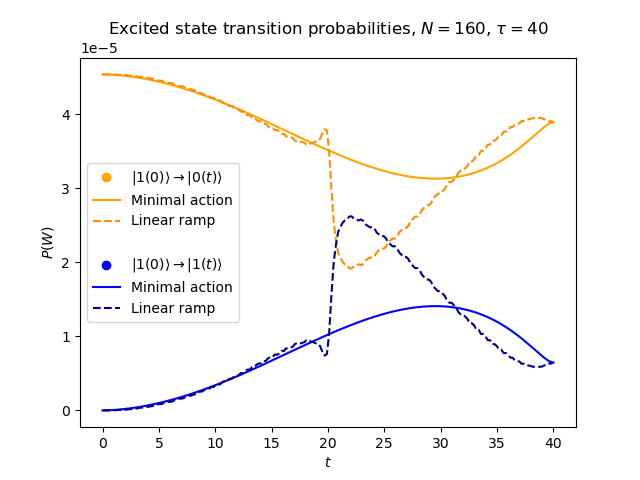 Excited state transition probabilities, N = 160, τ = 40
1e−5
4
3
2
1
0
P(W)
|1(0)⟩ → |0(t)⟩
Minimal action
Linear ramp
|1(0)⟩ → |1(t)⟩
Minimal action
Linear ramp
0 5 10 15 20 25 30 35 40
t